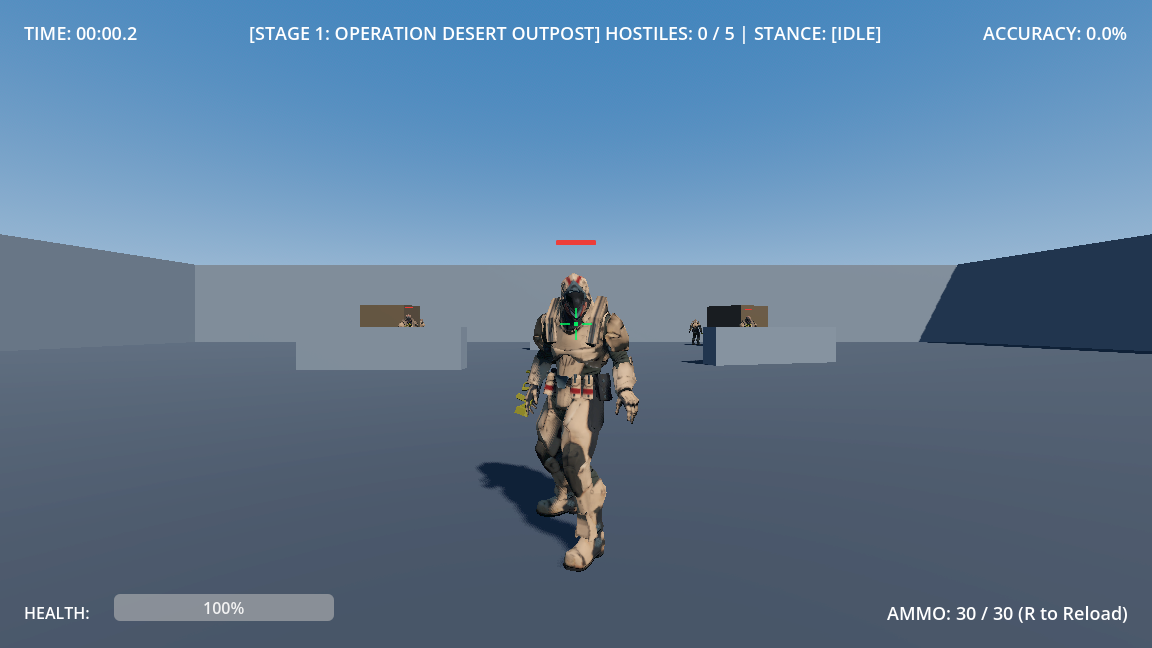 TIME: 00:00.2
[STAGE 1: OPERATION DESERT OUTPOST] HOSTILES: 0 / 5 | STANCE: [IDLE]
ACCURACY: 0.0%
HEALTH:
100%
AMMO: 30 / 30 (R to Reload)